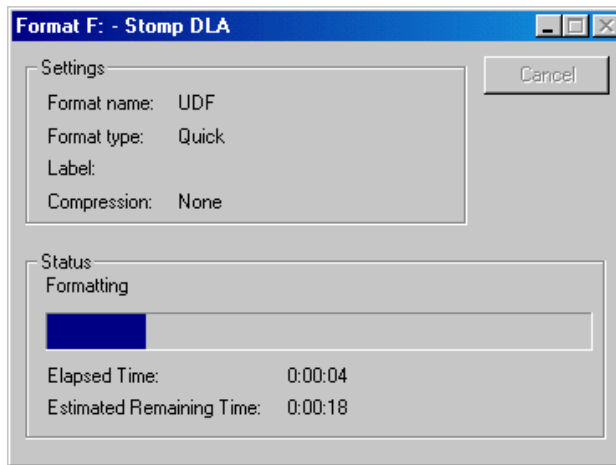 Format F: - Stomp DLA
Settings
Cancel
Format name: UDF
Format type: Quick
Label:
Compression: None
Status
Formatting
Elapsed Time: 0:00:04
Estimated Remaining Time: 0:00:18